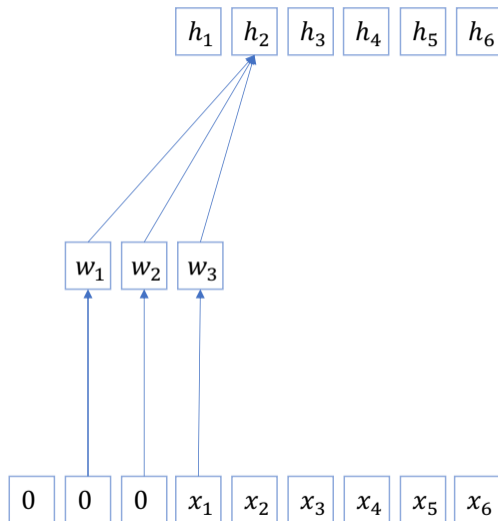 h₁ h₂ h₃ h₄ h₅ h₆
w₁ w₂ w₃
0 0 0 x₁ x₂ x₃ x₄ x₅ x₆